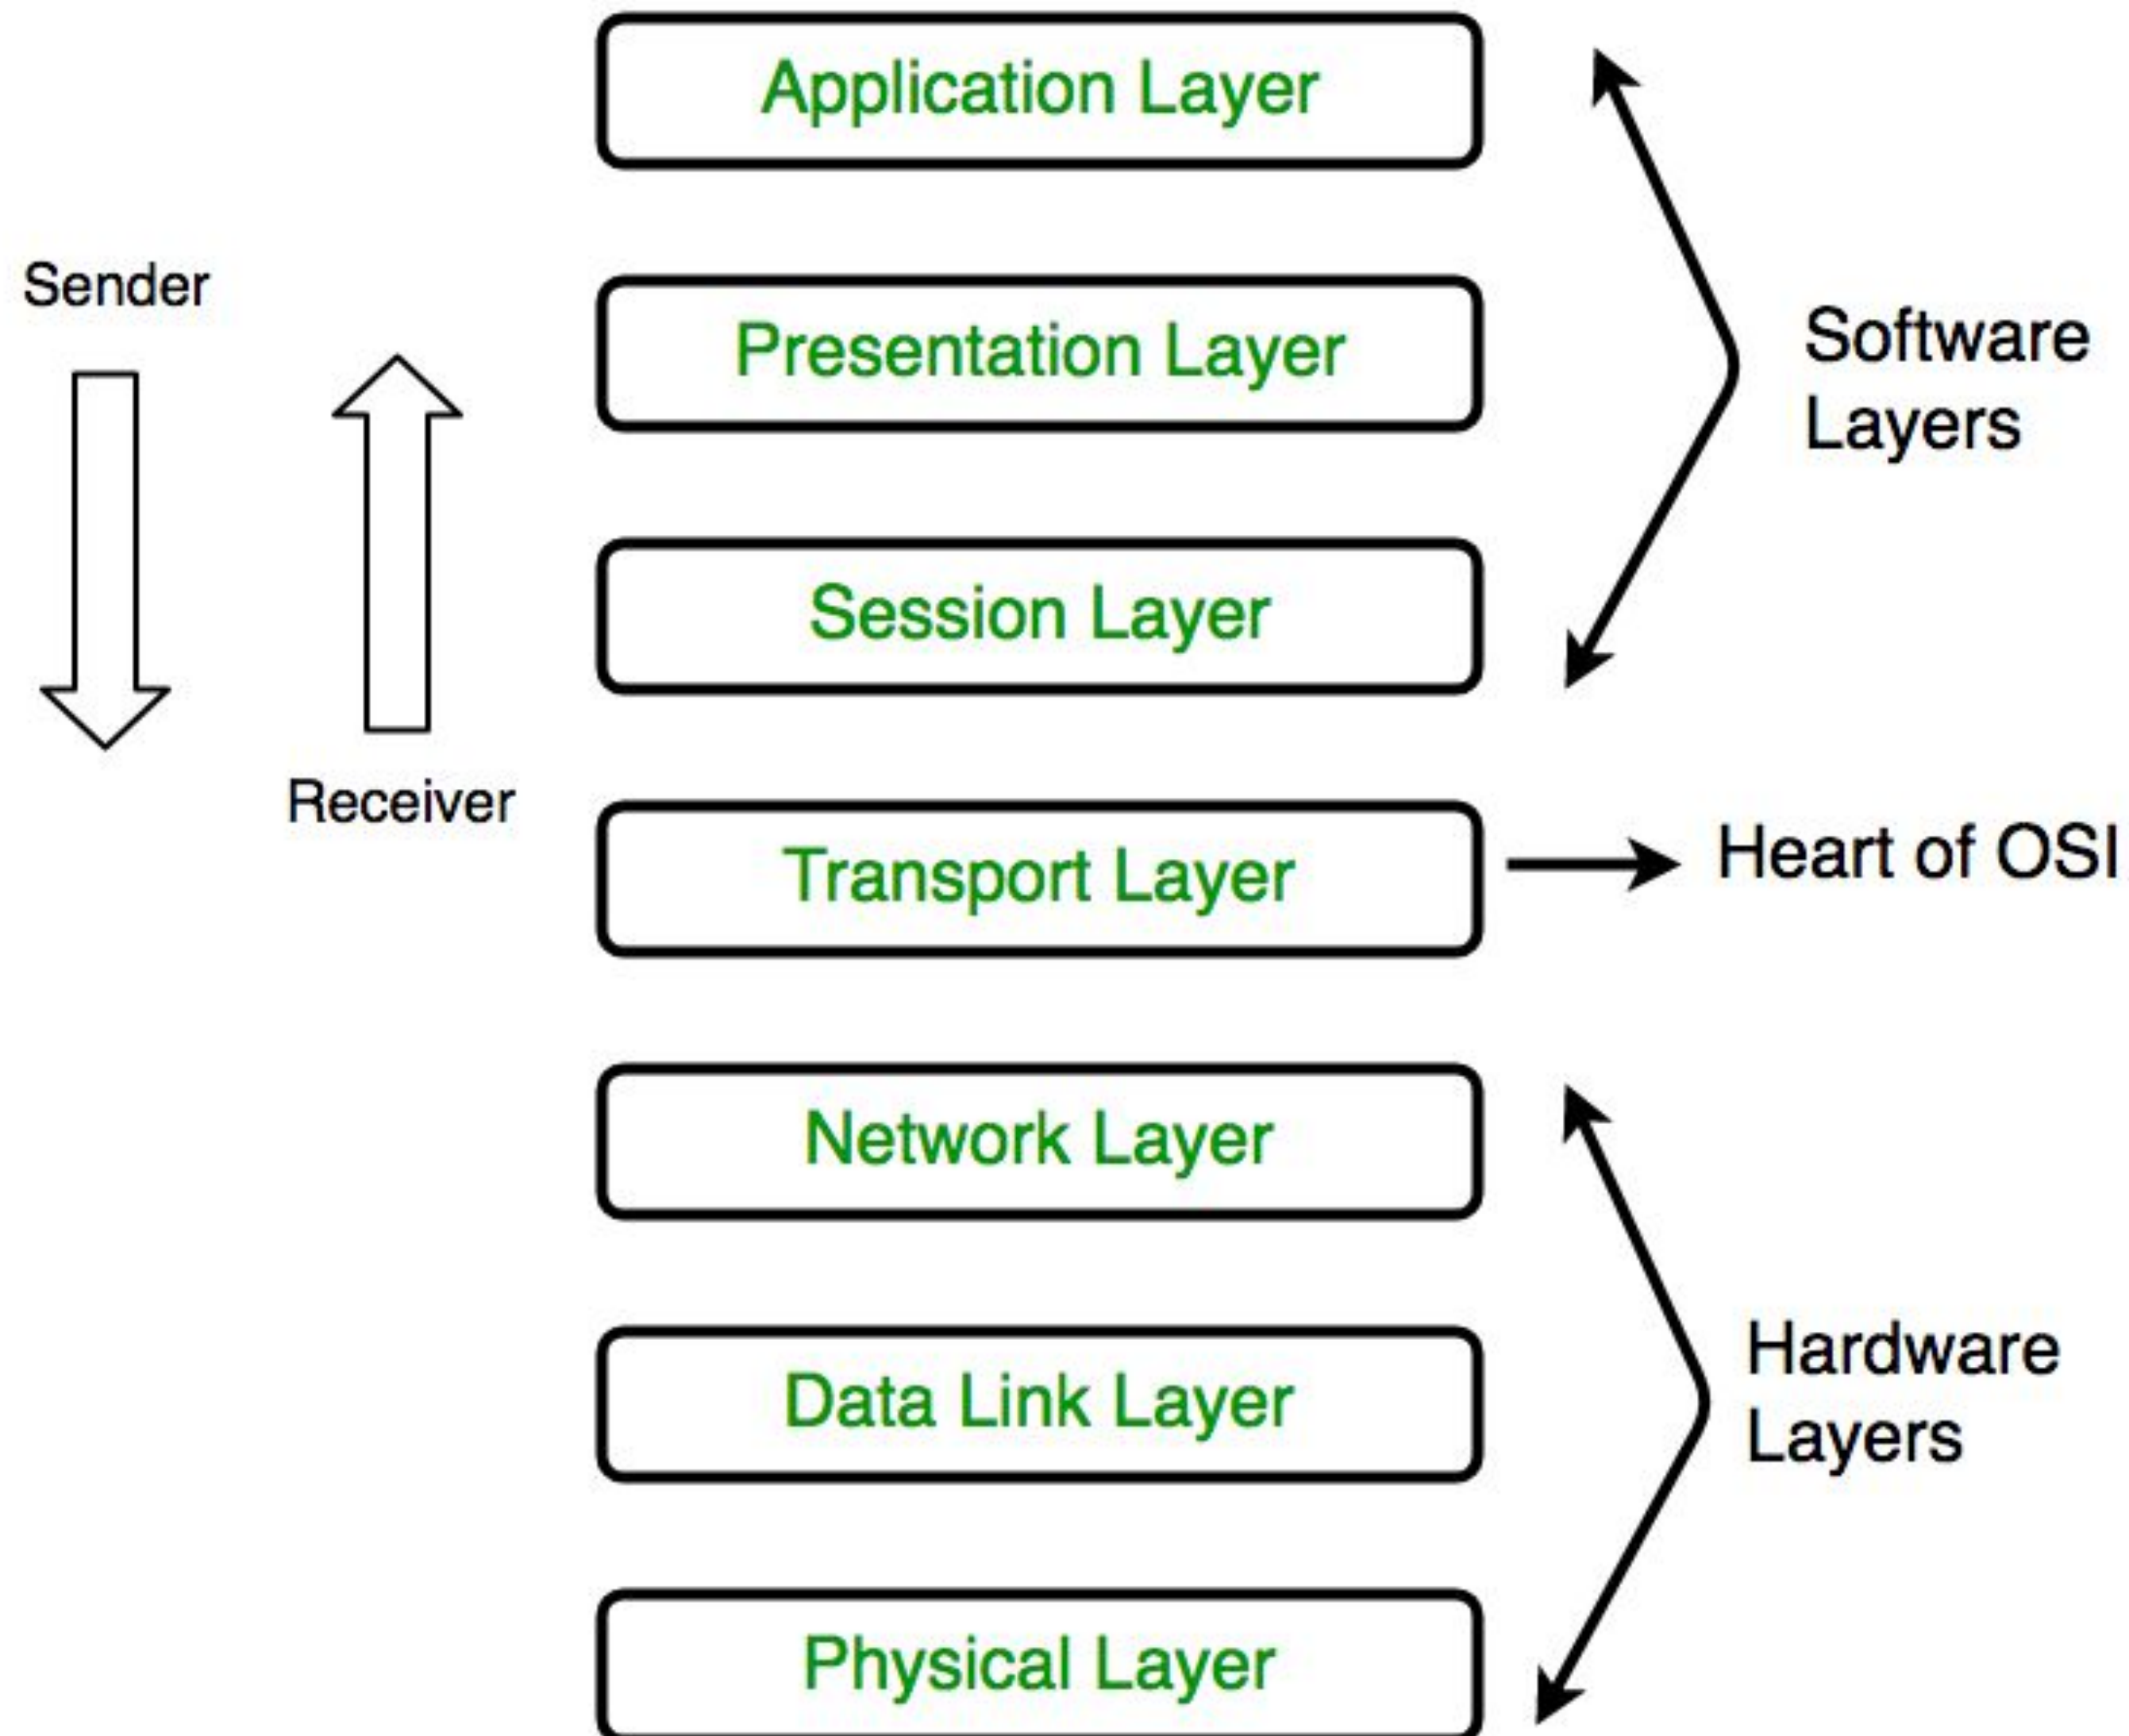 Application Layer
Sender
Presentation Layer
Software
Layers
Session Layer
Receiver
Transport Layer
Heart of OSI
Network Layer
Data Link Layer
Hardware
Layers
Physical Layer